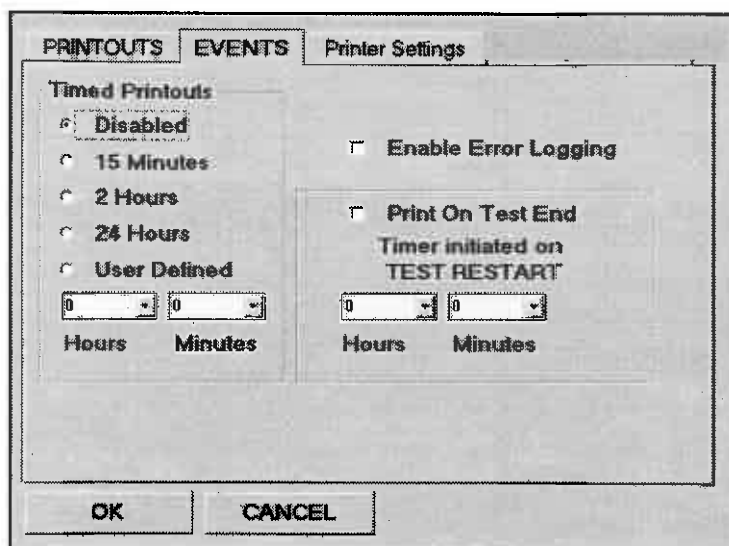 PRINTOUTS EVENTS Printer Settings
Timed Printouts
Disabled
15 Minutes
2 Hours
24 Hours
User Defined
0 0
Hours Minutes
Enable Error Logging
Print On Test End
Timer initiated on
TEST RESTART
0 0
Hours Minutes
OK CANCEL